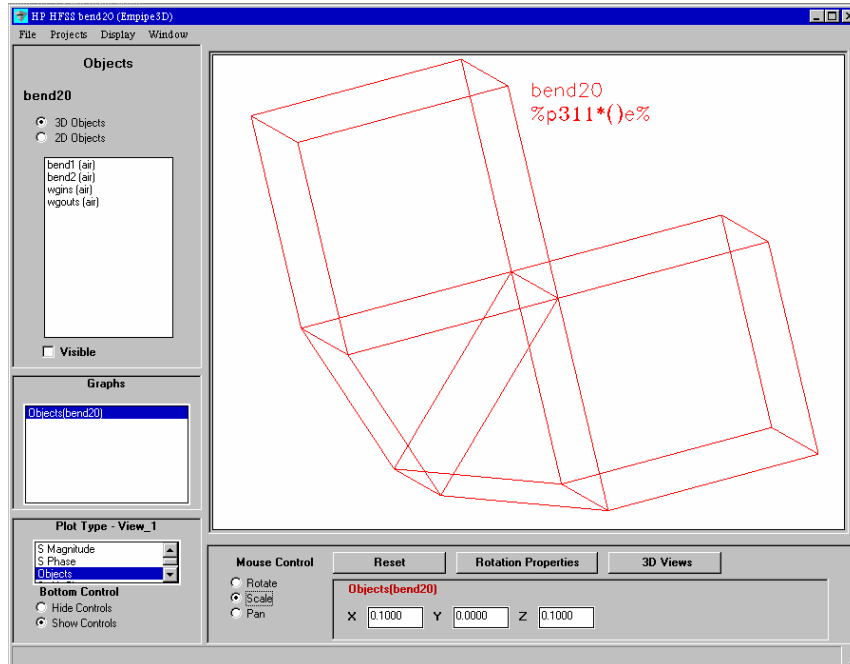 HP HFSS bend20 (Empipe3D)
File Projects Display Window
Objects
bend20
3D Objects
2D Objects
bend1 (air)
bend2 (air)
wgins (air)
wgouts (air)
Visible
Graphs
Objects(bend20)
Plot Type - View_1
S Magnitude
S Phase
Objects
Bottom Control
Hide Controls
Show Controls
bend20
%p311*()e%
Mouse Control
Rotate
Scale
Pan
Reset Rotation Properties 3D Views
Objects(bend20)
X 0.1000 Y 0.0000 Z 0.1000